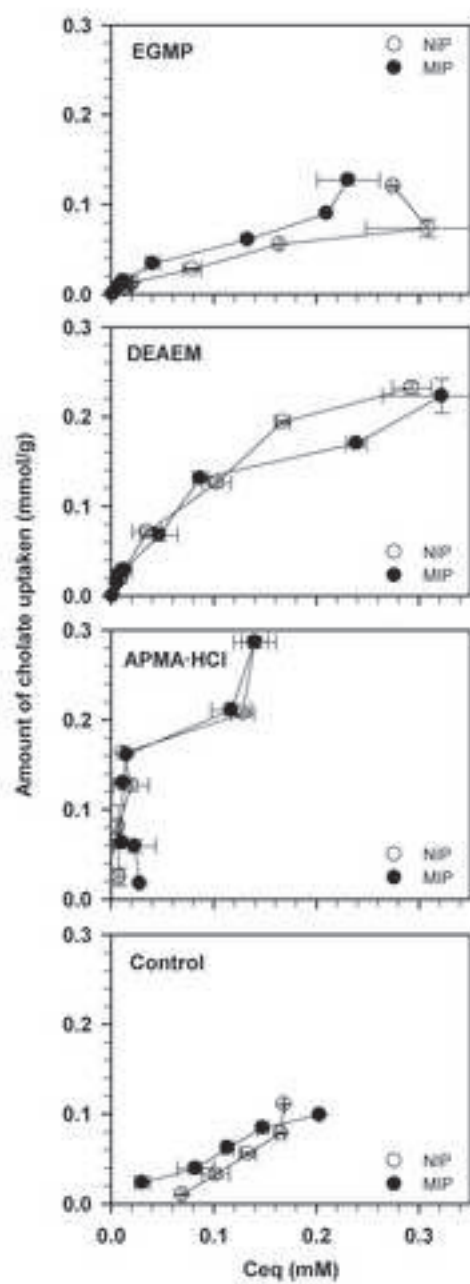 EGMP
NIP
MIP
0.3
0.2
0.1
0.0
DEAEM
NIP
MIP
0.3
0.2
0.1
0.0
APMA·HCl
NIP
MIP
0.3
0.2
0.1
0.0
Control
NIP
MIP
0.3
0.2
0.1
0.0
0.0 0.1 0.2 0.3
Ceq (mM)
Amount of cholate uptaken (mmol/g)